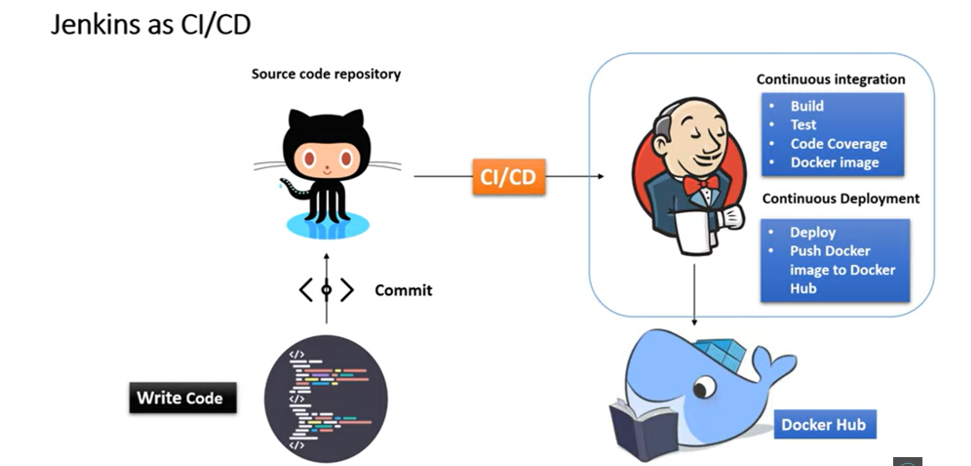 Jenkins as CI/CD
Source code repository
CI/CD
Continuous integration
• Build
• Test
• Code Coverage
• Docker image
Continuous Deployment
• Deploy
• Push Docker
image to Docker
Hub
< > Commit
</>
</>
</>
Write Code
Docker Hub